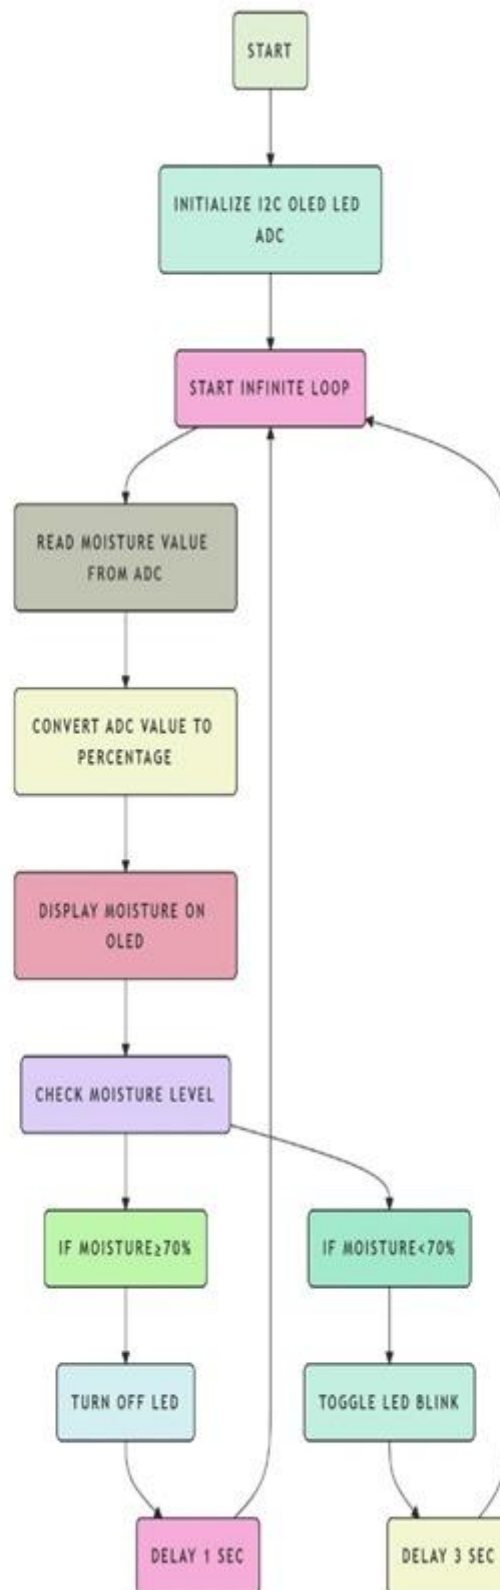 START
INITIALIZE I2C OLED LED
ADC
START INFINITE LOOP
READ MOISTURE VALUE
FROM ADC
CONVERT ADC VALUE TO
PERCENTAGE
DISPLAY MOISTURE ON
OLED
CHECK MOISTURE LEVEL
IF MOISTURE≥70%
IF MOISTURE<70%
TURN OFF LED
TOGGLE LED BLINK
DELAY 1 SEC
DELAY 3 SEC